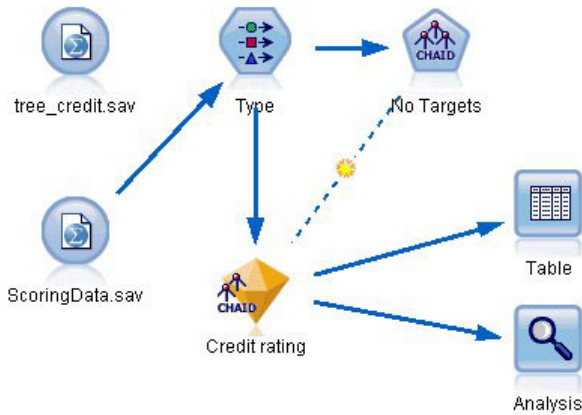 tree_credit.sav
Type
CHAID
No Targets
ScoringData.sav
CHAID
Credit rating
Table
Analysis